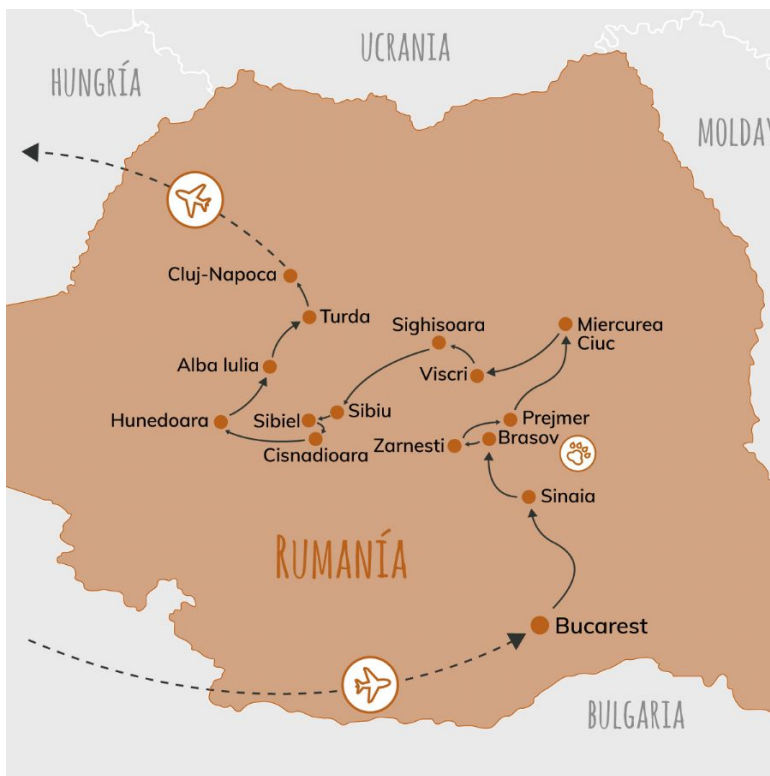 UCRANIA
HUNGRÍA
MOLDAV
Cluj-Napoca
Turda
Sighisoara
Miercurea
Ciuc
Alba Iulia
Viscri
Hunedoara
Sibiel
Sibiu
Prejmer
Cisnadioara
Zarnesti
Brasov
Sinaia
RUMANÍA
Bucarest
BULGARIA